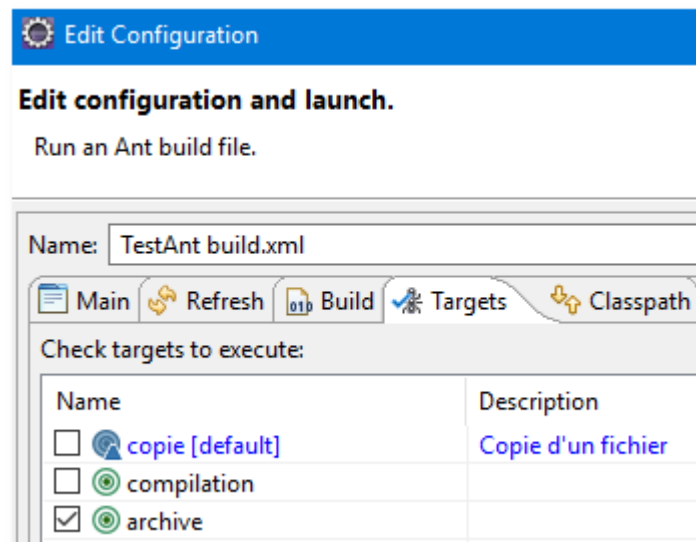 Edit Configuration
Edit configuration and launch.
Run an Ant build file.
Name: TestAnt build.xml
Main Refresh Build Targets Classpath
Check targets to execute:
Name Description
copie [default] Copie d'un fichier
compilation
archive